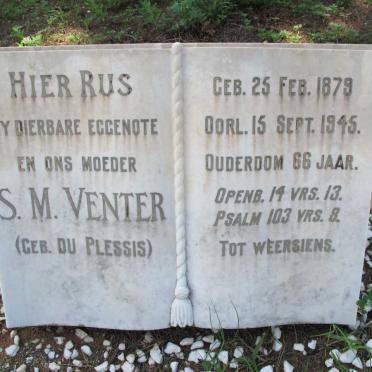 HIER RUS
Y DIERBARE EGGENOTE
EN ONS MOEDER
S. M. VENTER
(GEB. DU PLESSIS)
GEB. 25 FEB. 1879
OORL. 15 SEPT. 1945.
OUDERDOM 66 JAAR.
OPENB. 14 VRS. 13.
PSALM 103 VRS. 8.
TOT WEERSIENS.